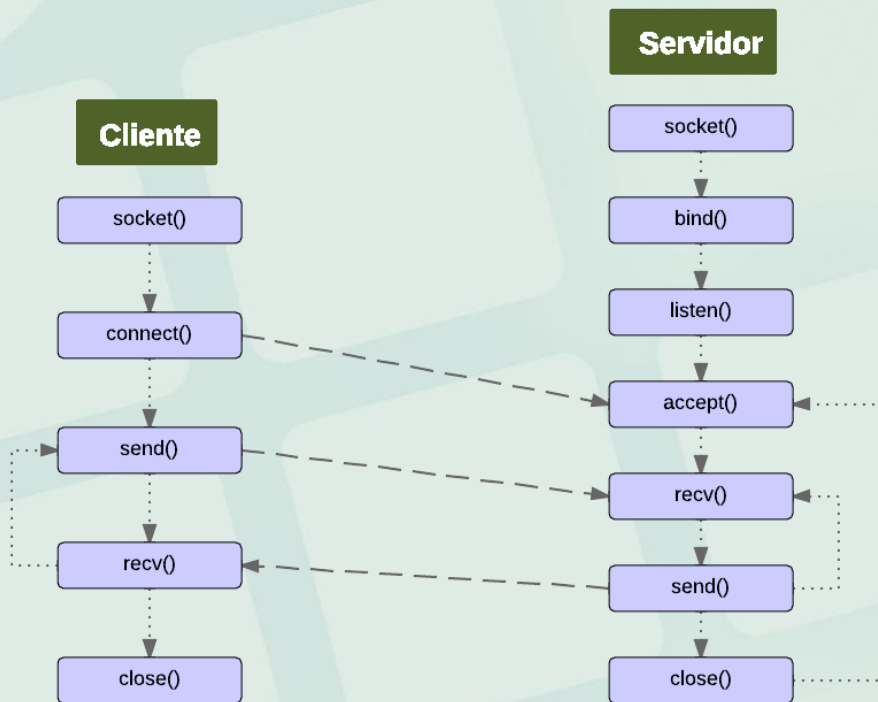 Cliente
socket()
connect()
send()
recv()
close()
Servidor
socket()
bind()
listen()
accept()
recv()
send()
close()